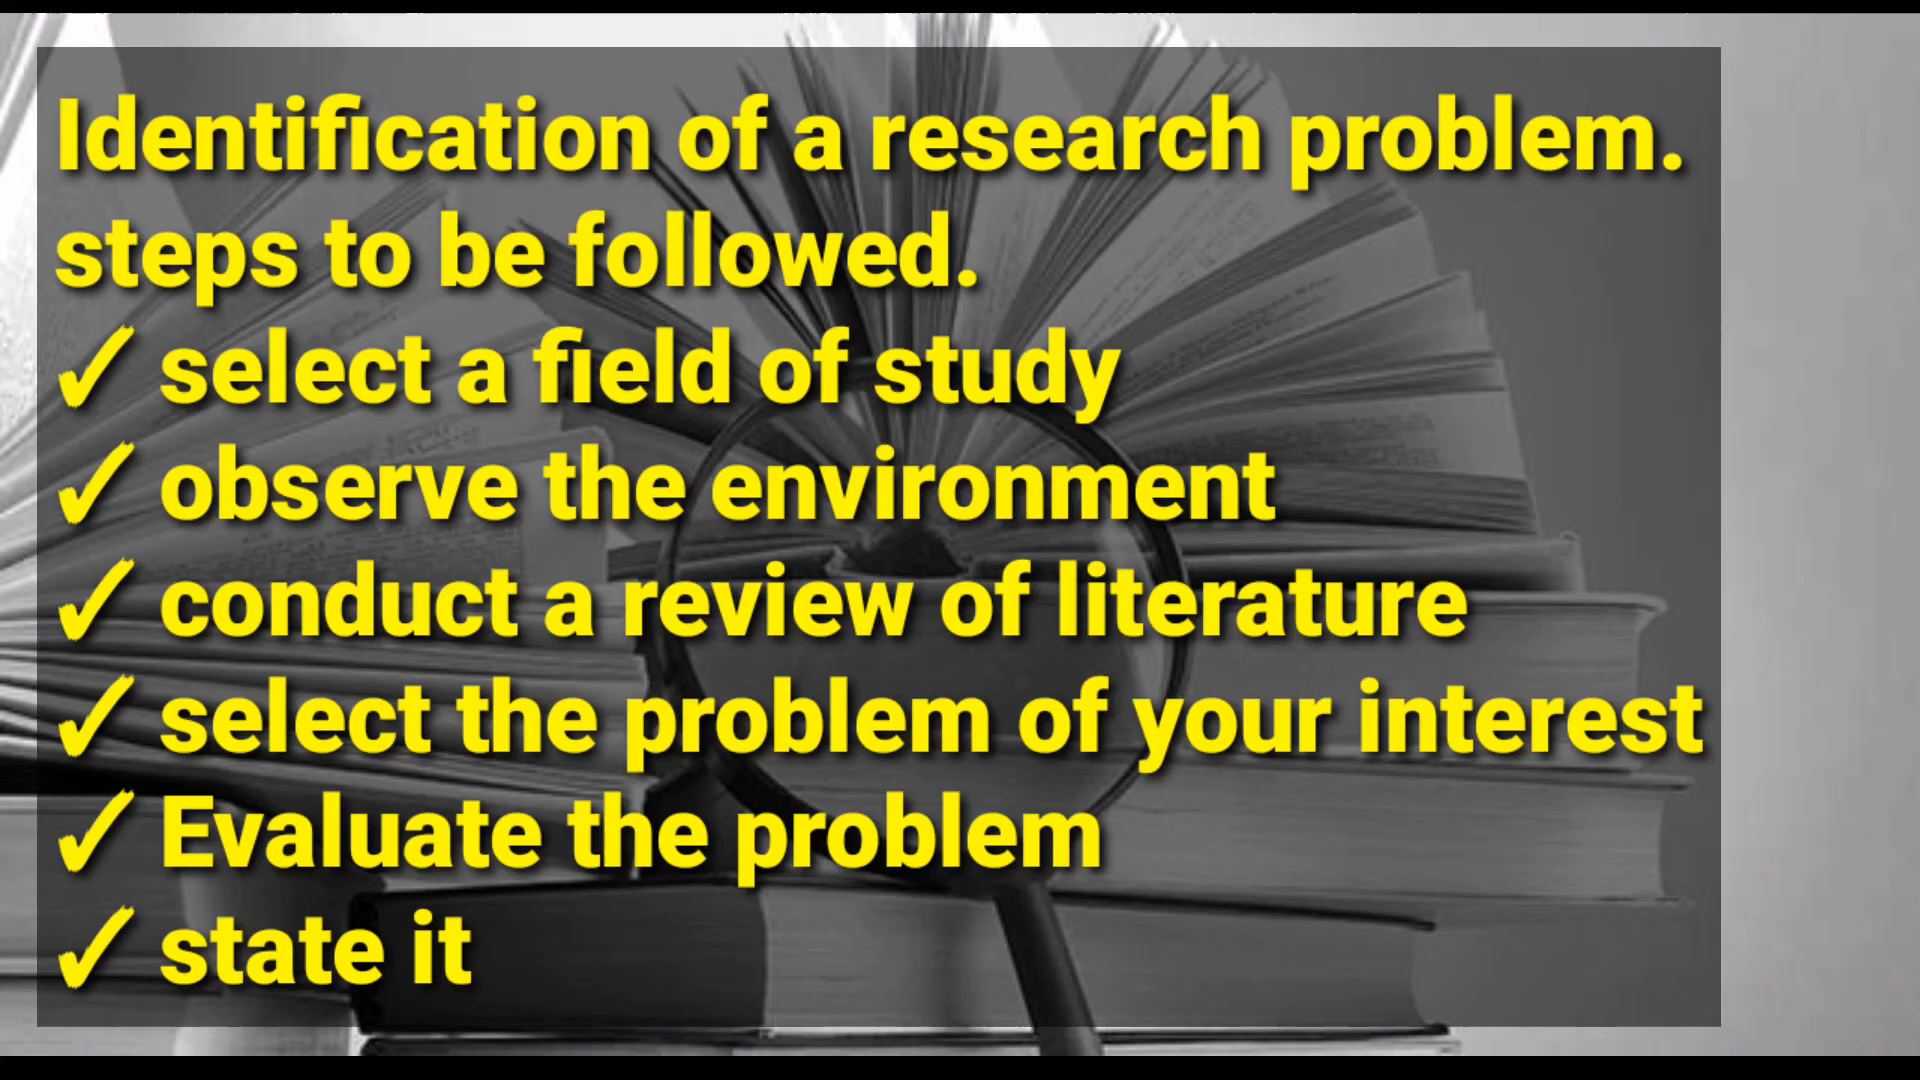 Identification of a research problem.
steps to be followed.
✓ select a field of study
✓ observe the environment
✓ conduct a review of literature
✓ select the problem of your interest
✓ Evaluate the problem
✓ state it